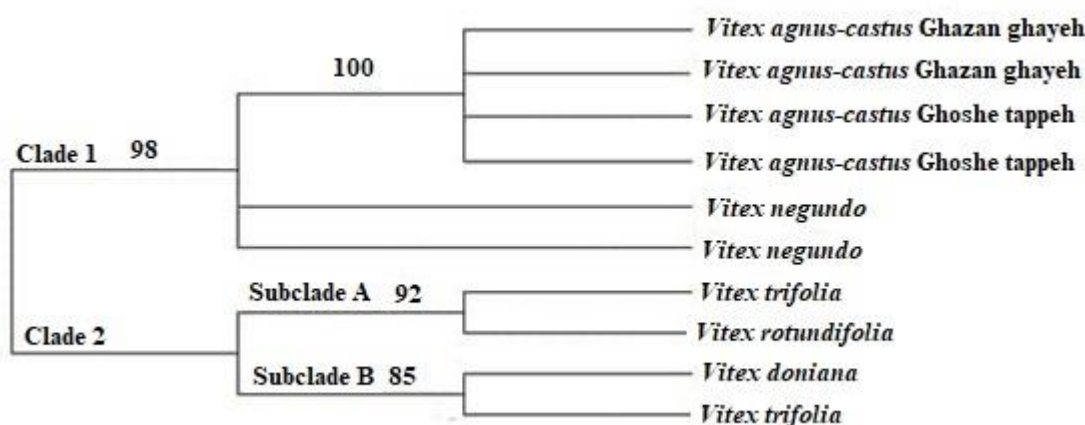 Vitex agnus-castus Ghazan ghayeh
100
Vitex agnus-castus Ghazan ghayeh
Vitex agnus-castus Ghoshe tappeh
Clade 1 98
Vitex agnus-castus Ghoshe tappeh
Vitex negundo
Vitex negundo
Subclade A 92
Vitex trifolia
Clade 2
Vitex rotundifolia
Subclade B 85
Vitex doniana
Vitex trifolia